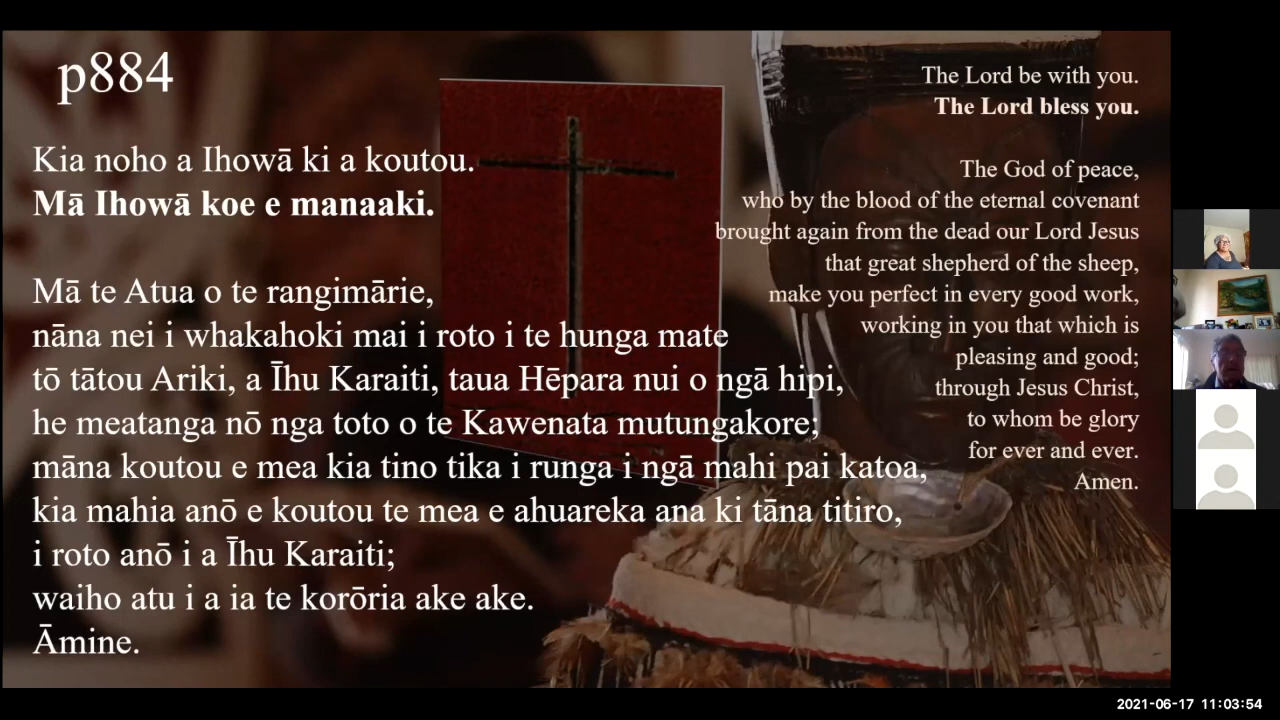 p884
Kia noho a Ihowā ki a koutou.
Mā Ihowā koe e manaaki.
Mā te Atua o te rangimārie,
nāna nei i whakahoki mai i roto i te hunga mate
tō tātou Ariki, a Īhu Karaiti, taua Hēpara nui o ngā hipi,
he meatanga nō nga toto o te Kawenata mutungakore;
māna koutou e mea kia tino tika i runga i ngā mahi pai katoa,
kia mahia anō e koutou te mea e ahuareka ana ki tāna titiro,
i roto anō i a Īhu Karaiti;
waiho atu i a ia te korōria ake ake.
Āmine.
The Lord be with you.
The Lord bless you.
The God of peace,
who by the blood of the eternal covenant
brought again from the dead our Lord Jesus
that great shepherd of the sheep,
make you perfect in every good work,
working in you that which is
pleasing and good;
through Jesus Christ,
to whom be glory
for ever and ever.
Amen.
2021-06-17 11:03:54